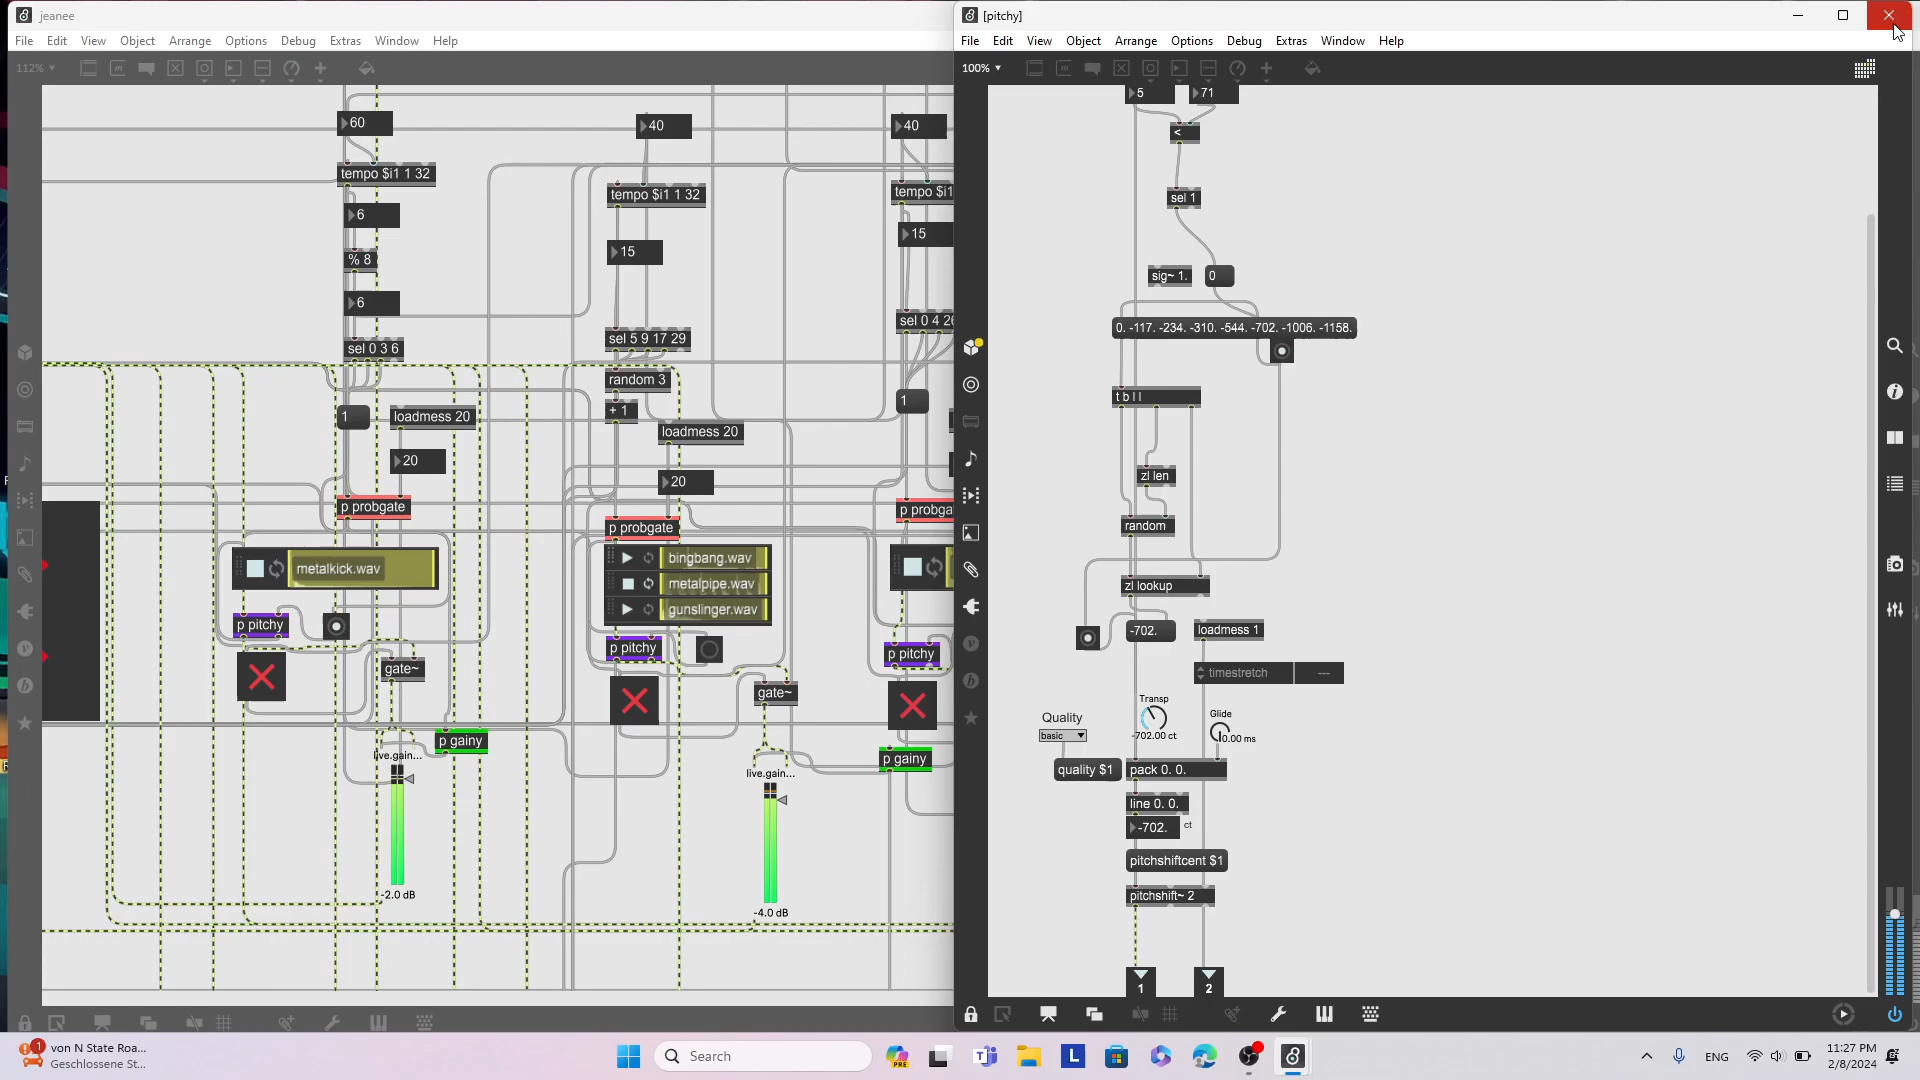 jeanee
File Edit View Object Arrange Options Debug Extras Window Help
112%
60
40
40
tempo $i1 1 32
tempo $i1 1 32
tempo $i1
6
15
15
% 8
6
sel 0 3 6
sel 5 9 17 29
sel 0 4 26
random 3
+ 1
1
loadmess 20
loadmess 20
1
20
20
p probgate
p probgate
p probga
metalkick.wav
bingbang.wav
metalpipe.wav
gunslinger.wav
p pitchy
p pitchy
p pitchy
gate~
gate~
p gainy
p gainy
live.gain...
live.gain...
-2.0 dB
-4.0 dB
[pitchy]
File Edit View Object Arrange Options Debug Extras Window Help
100%
5
71
<
sel 1
sig~ 1.
0
0. -117. -234. -310. -544. -702. -1006. -1158.
t b l l
zl len
random
zl lookup
-702.
loadmess 1
timestretch ---
Transp
-702.00 ct
Glide
0.00 ms
Quality
basic
quality $1
pack 0. 0.
line 0. 0.
-702. ct
pitchshiftcent $1
pitchshift~ 2
1
2
1
von N State Roa...
Geschlossene St...
Search
PRE
L
ENG
11:27 PM
2/8/2024